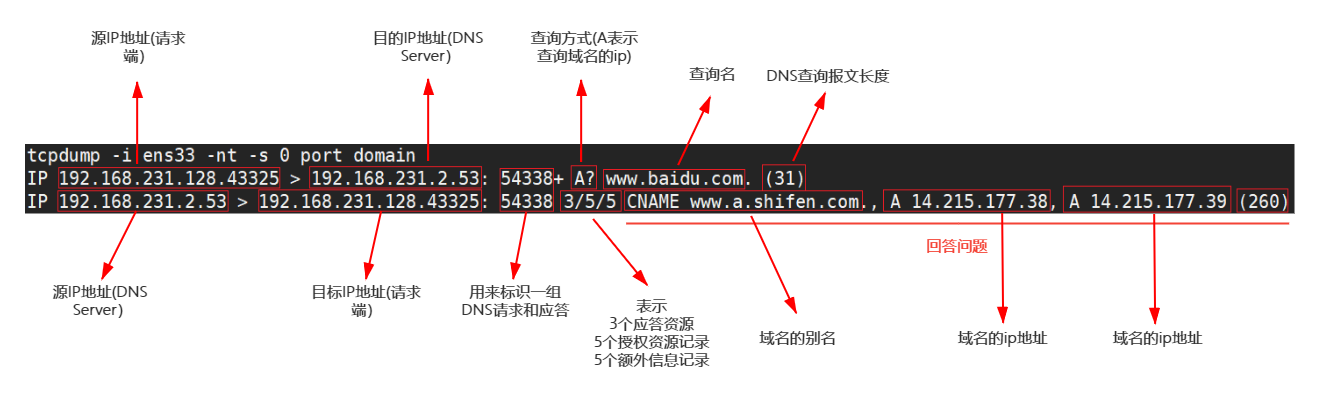 源IP地址(请求
端)
目的IP地址(DNS
Server)
查询方式(A表示
查询域名的ip)
查询名
DNS查询报文长度
tcpdump -i ens33 -nt -s 0 port domain
IP 192.168.231.128.43325 > 192.168.231.2.53: 54338+ A? www.baidu.com. (31)
IP 192.168.231.2.53 > 192.168.231.128.43325: 54338 3/5/5 CNAME www.a.shifen.com., A 14.215.177.38, A 14.215.177.39 (260)
回答问题
源IP地址(DNS
Server)
目标IP地址(请求
端)
用来标识一组
DNS请求和应答
表示
3个应答资源
5个授权资源记录
5个额外信息记录
域名的别名
域名的ip地址
域名的ip地址